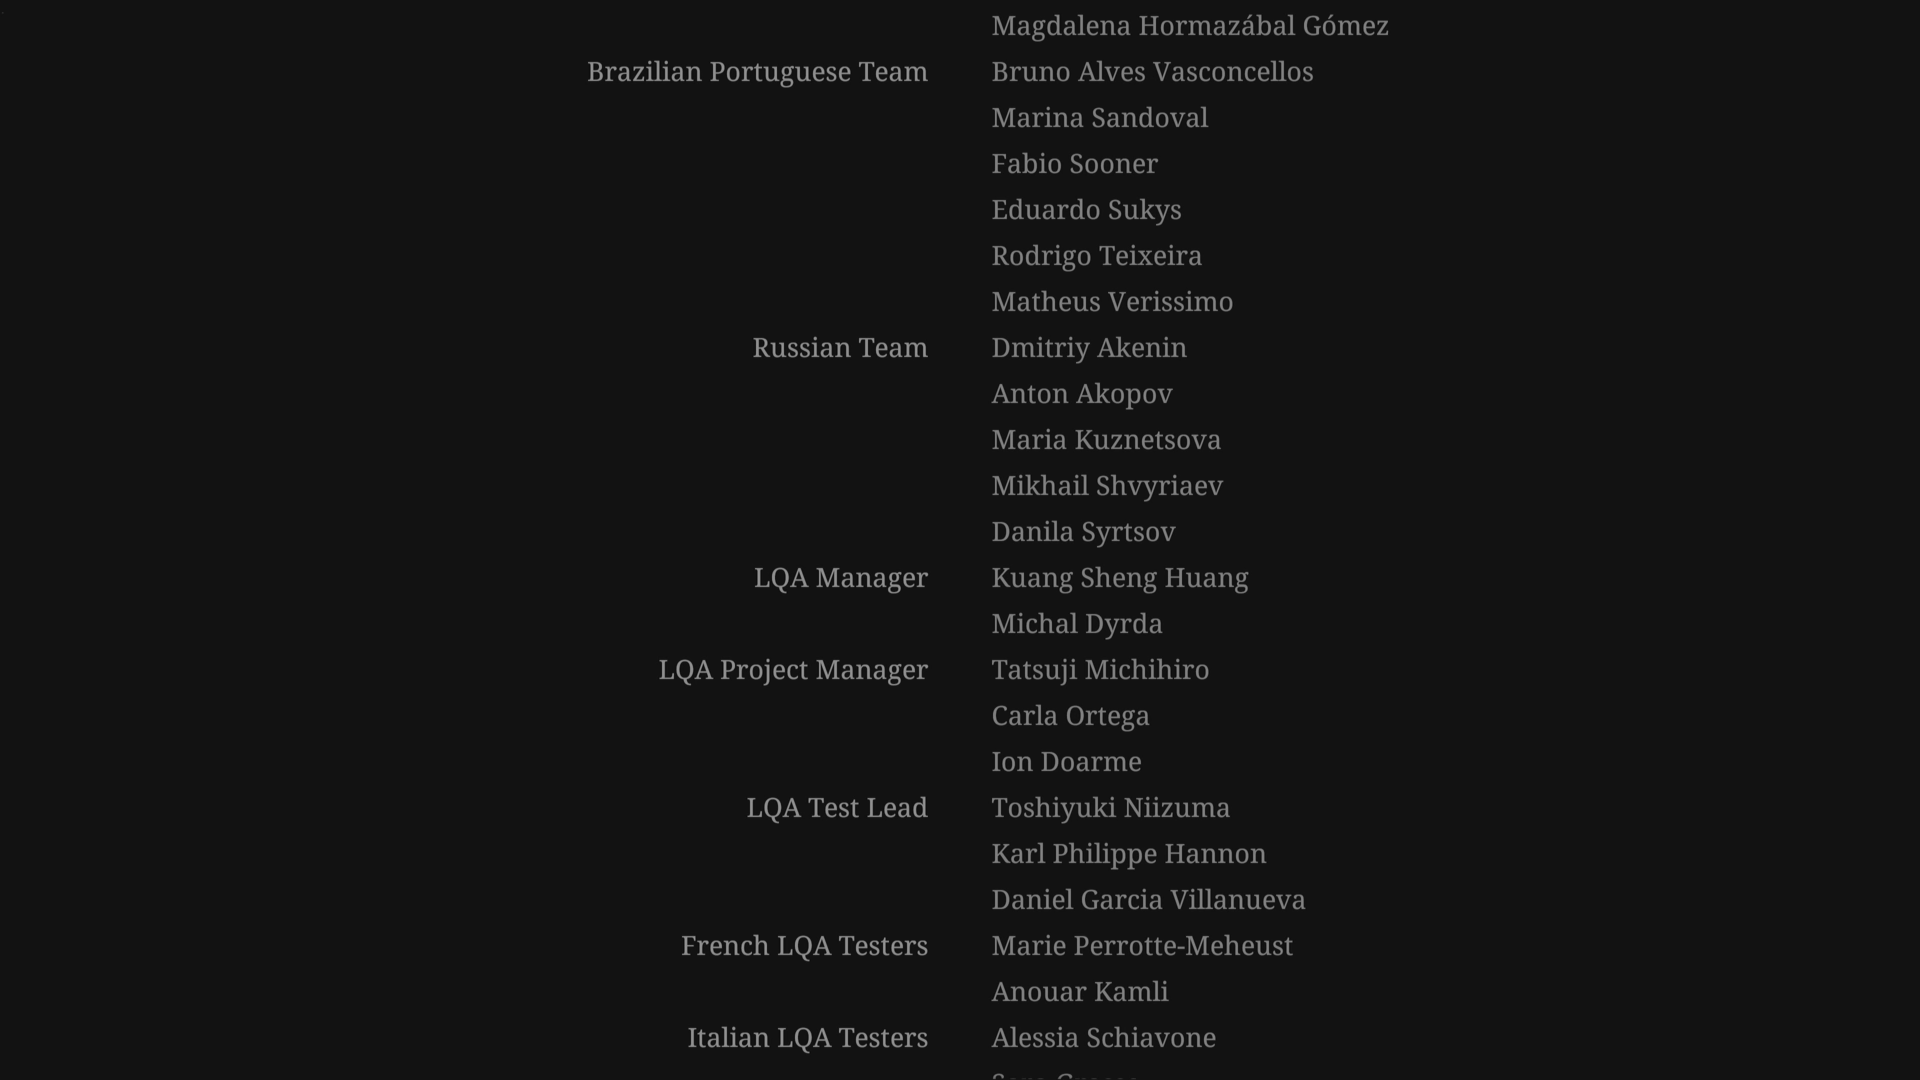 Magdalena Hormazábal Gómez
Brazilian Portuguese Team Bruno Alves Vasconcellos
Marina Sandoval
Fabio Sooner
Eduardo Sukys
Rodrigo Teixeira
Matheus Verissimo
Russian Team Dmitriy Akenin
Anton Akopov
Maria Kuznetsova
Mikhail Shvyriaev
Danila Syrtsov
LQA Manager Kuang Sheng Huang
Michal Dyrda
LQA Project Manager Tatsuji Michihiro
Carla Ortega
Ion Doarme
LQA Test Lead Toshiyuki Niizuma
Karl Philippe Hannon
Daniel Garcia Villanueva
French LQA Testers Marie Perrotte-Meheust
Anouar Kamli
Italian LQA Testers Alessia Schiavone